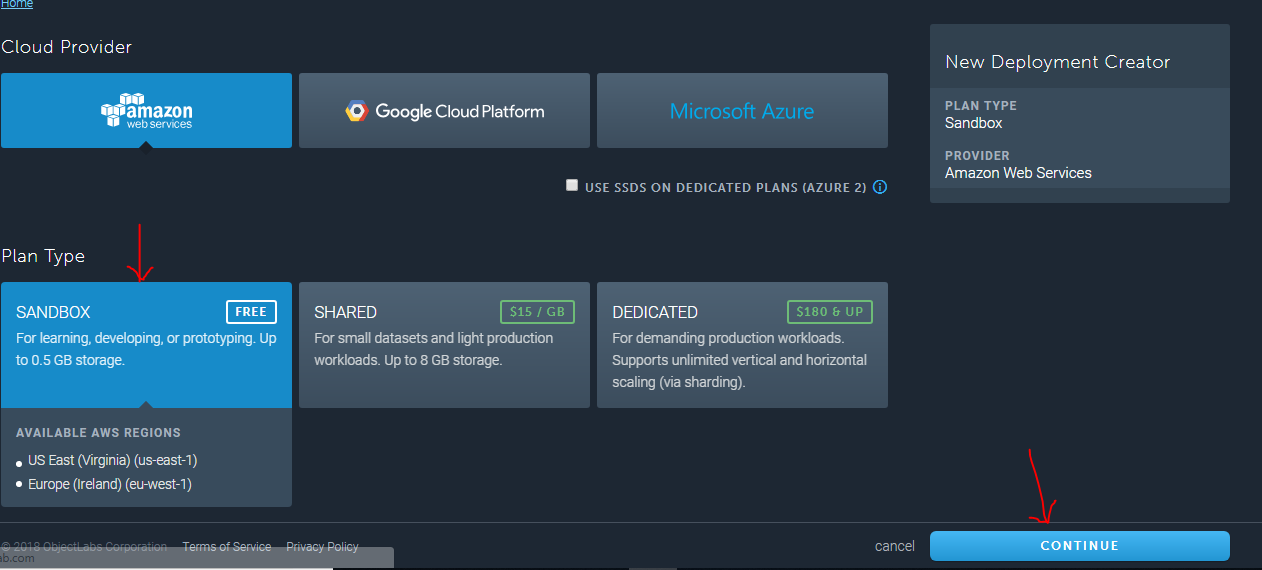 Home
Cloud Provider
amazon
web services
Google Cloud Platform
Microsoft Azure
USE SSDS ON DEDICATED PLANS (AZURE 2)
Plan Type
SANDBOX
FREE
For learning, developing, or prototyping. Up
to 0.5 GB storage.
AVAILABLE AWS REGIONS
US East (Virginia) (us-east-1)
Europe (Ireland) (eu-west-1)
SHARED
$15 / GB
For small datasets and light production
workloads. Up to 8 GB storage.
DEDICATED
$180 & UP
For demanding production workloads.
Supports unlimited vertical and horizontal
scaling (via sharding).
New Deployment Creator
PLAN TYPE
Sandbox
PROVIDER
Amazon Web Services
© 2018 ObjectLabs Corporation
Terms of Service
Privacy Policy
ab.com
cancel
CONTINUE